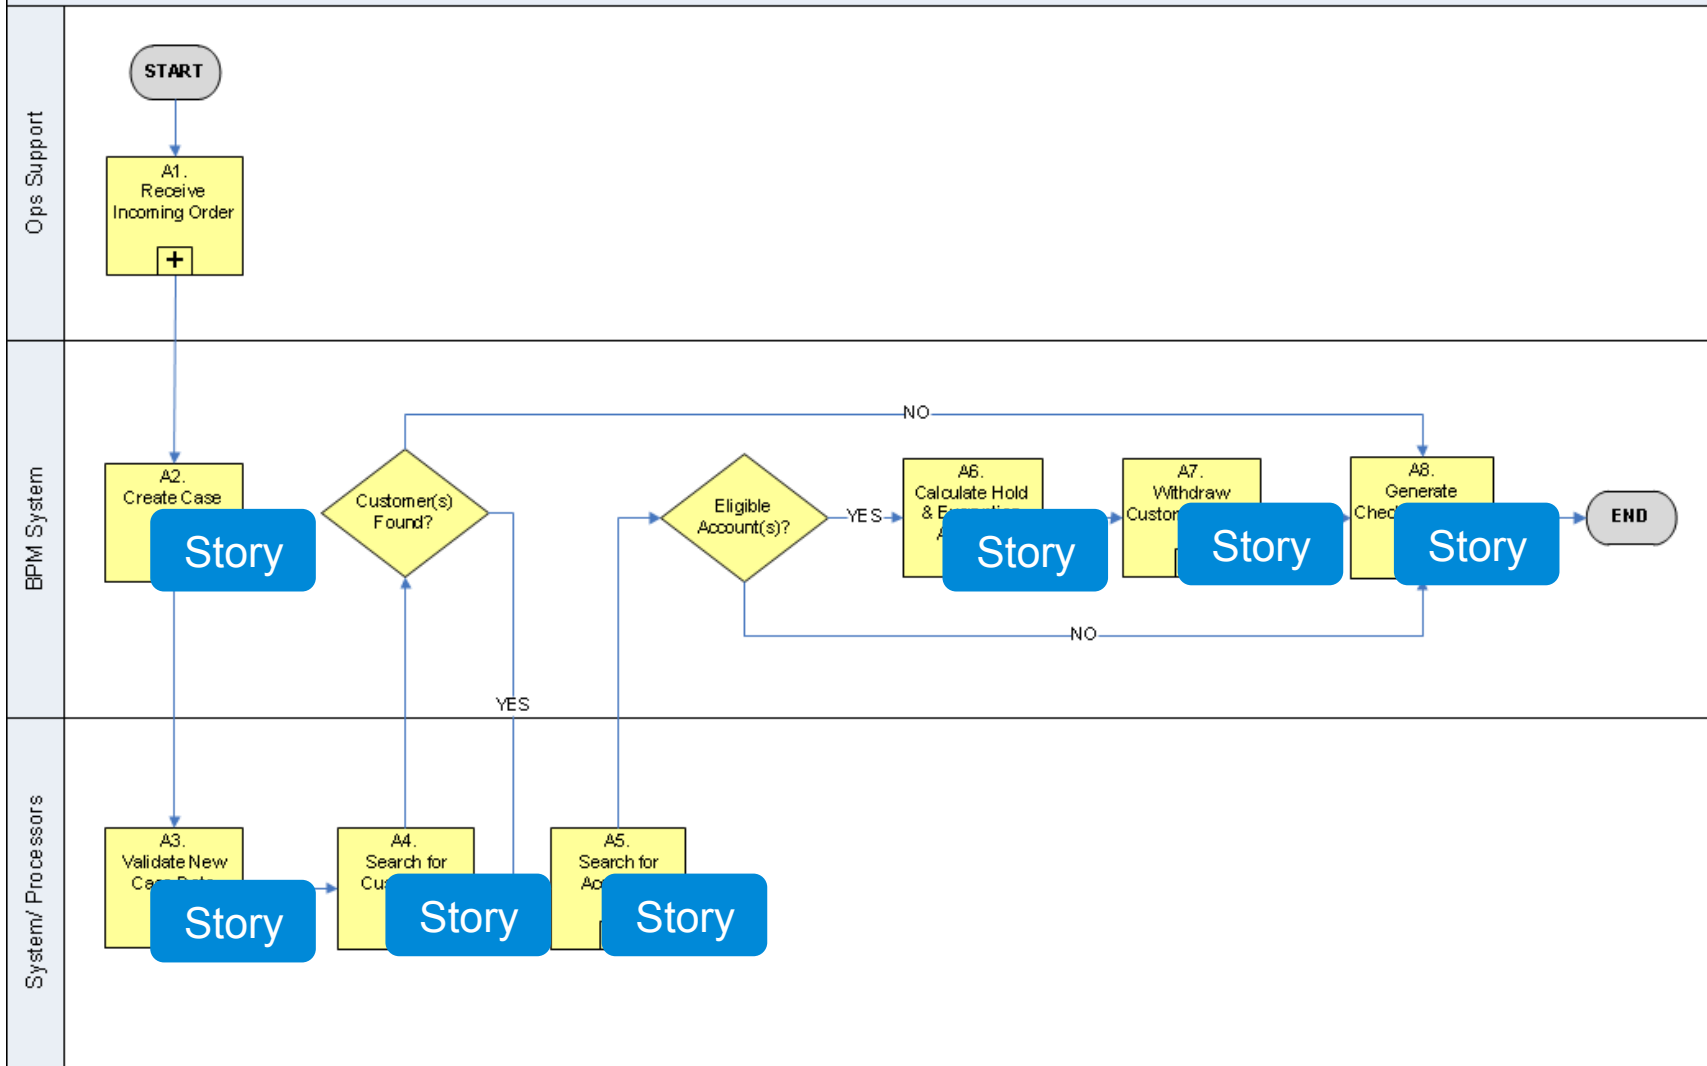 Ops Support
START
A1.
Receive
Incoming Order
BPM System
A2.
Create Case
Story
Customer(s)
Found?
NO
YES
Eligible
Account(s)?
YES
NO
A6.
Calculate Hold
&
Story
A7.
Withdraw
Story
A8.
Generate
Story
END
System/ Processors
A3.
Validate New
Story
A4.
Search for
Story
A5.
Search for
Story